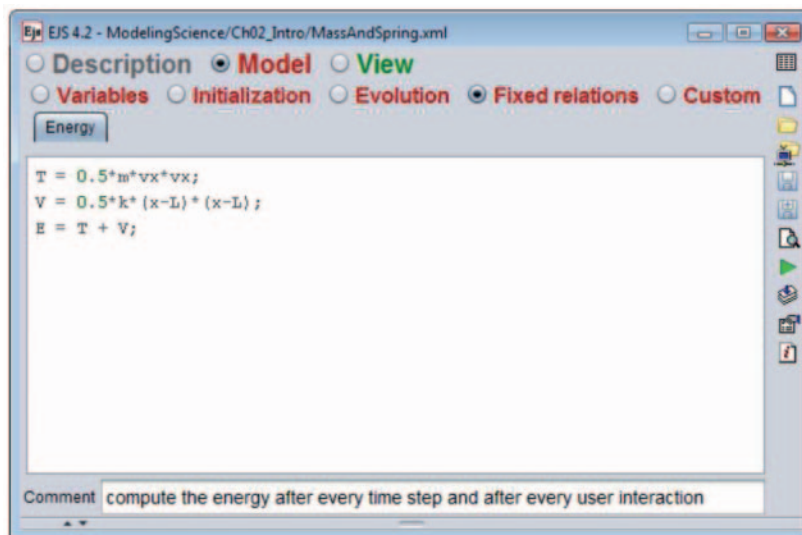 EJS 4.2 - ModelingScience/Ch02_Intro/MassAndSpring.xml
Description Model View
Variables Initialization Evolution Fixed relations Custom
Energy
T = 0.5*m*vx*vx;
V = 0.5*k*(x-L)*(x-L);
E = T + V;
Comment compute the energy after every time step and after every user interaction